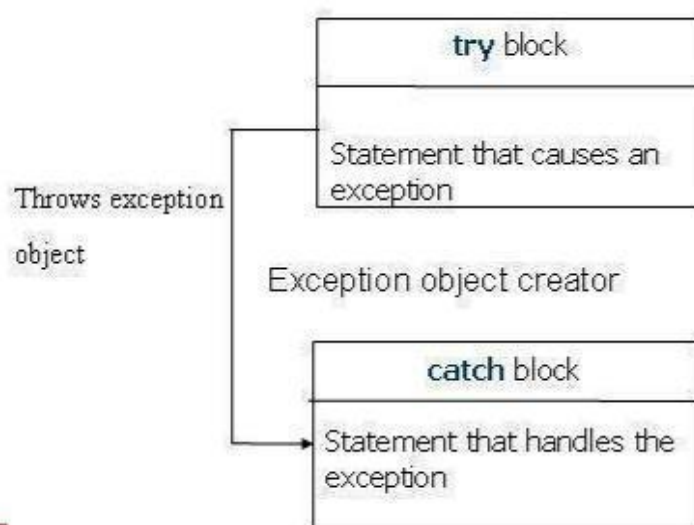 try block
Statement that causes an
exception
Throws exception
object
Exception object creator
catch block
Statement that handles the
exception